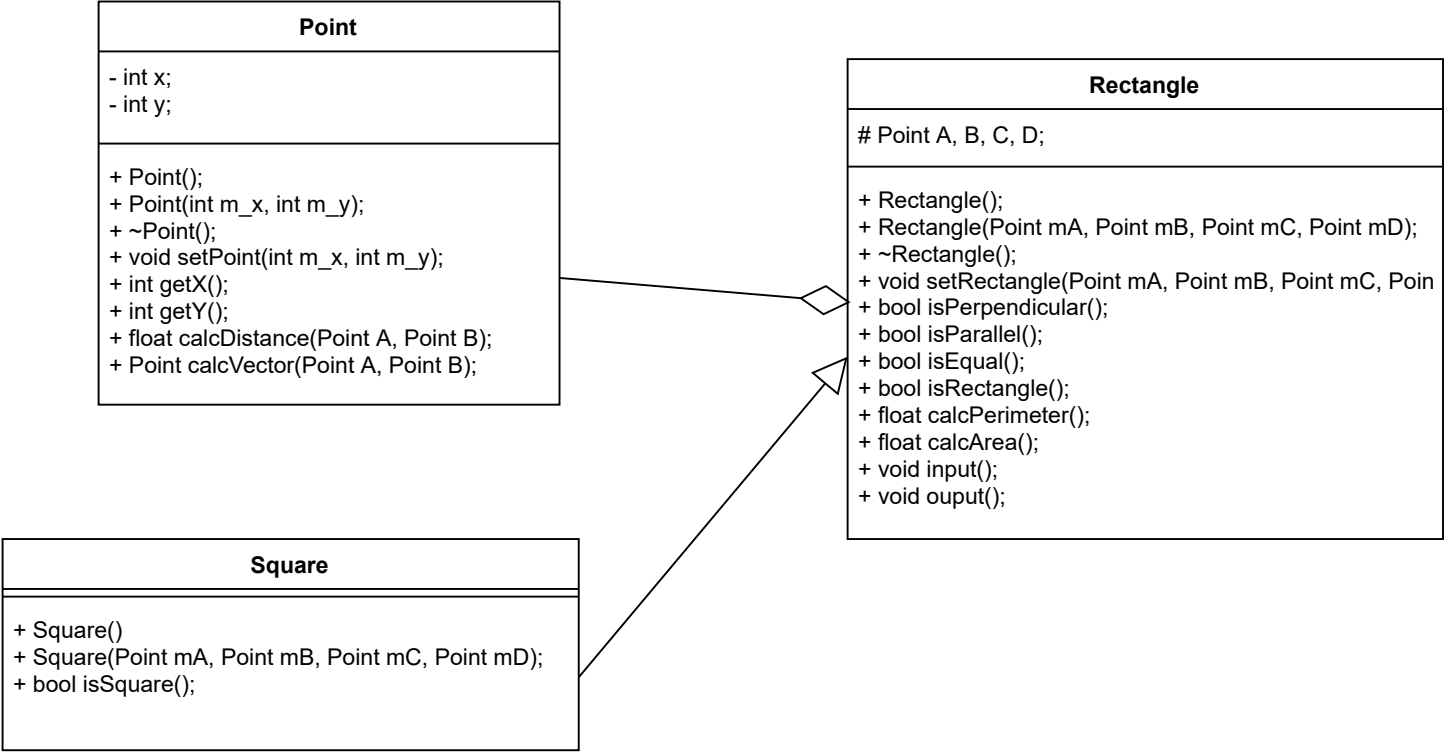 Point
- int x;
- int y;
+ Point();
+ Point(int m_x, int m_y);
+ ~Point();
+ void setPoint(int m_x, int m_y);
+ int getX();
+ int getY();
+ float calcDistance(Point A, Point B);
+ Point calcVector(Point A, Point B);
Rectangle
# Point A, B, C, D;
+ Rectangle();
+ Rectangle(Point mA, Point mB, Point mC, Point mD);
+ ~Rectangle();
+ void setRectangle(Point mA, Point mB, Point mC, Poin
+ bool isPerpendicular();
+ bool isParallel();
+ bool isEqual();
+ bool isRectangle();
+ float calcPerimeter();
+ float calcArea();
+ void input();
+ void ouput();
Square
+ Square()
+ Square(Point mA, Point mB, Point mC, Point mD);
+ bool isSquare();